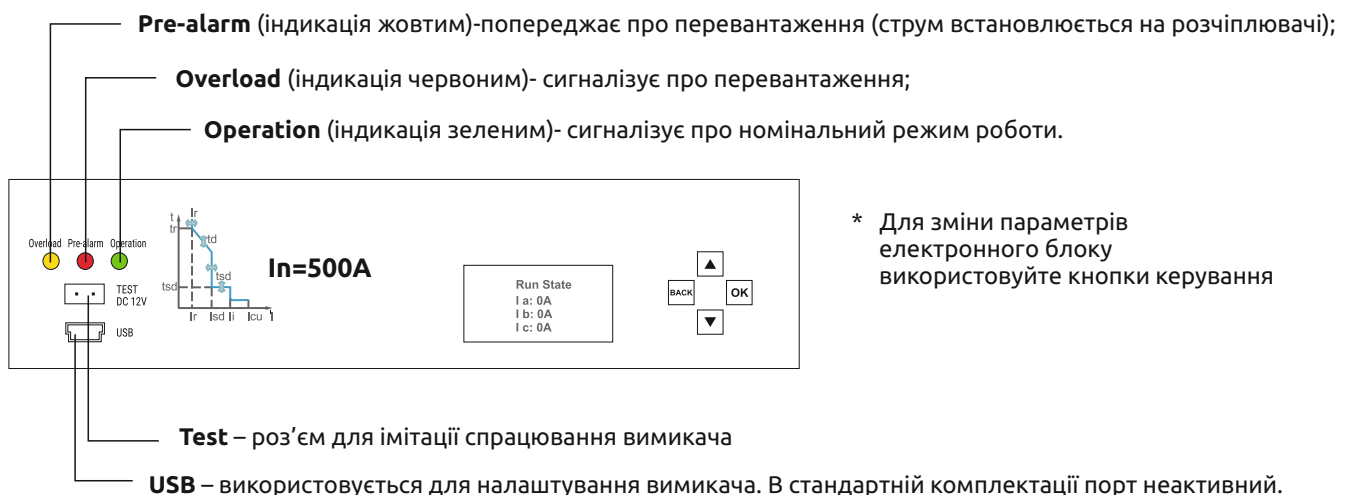 Pre-alarm (індикація жовтим)-попереджає про перевантаження (струм встановлюється на розчіплювачі);
Overload (індикація червоним)- сигналізує про перевантаження;
Operation (індикація зеленим)- сигналізує про номінальний режим роботи.
Overload Pre-alarm Operation
TEST
DC 12V
USB
t
tr
Ir
td
tsd
tsd
Ir Isd Ii Icu I
In=500A
Run State
I a: 0A
I b: 0A
I c: 0A
▲
BACK OK
▼
* Для зміни параметрів
електронного блоку
використовуйте кнопки керування
Test – роз’єм для імітації спрацювання вимикача
USB – використовується для налаштування вимикача. В стандартній комплектації порт неактивний.